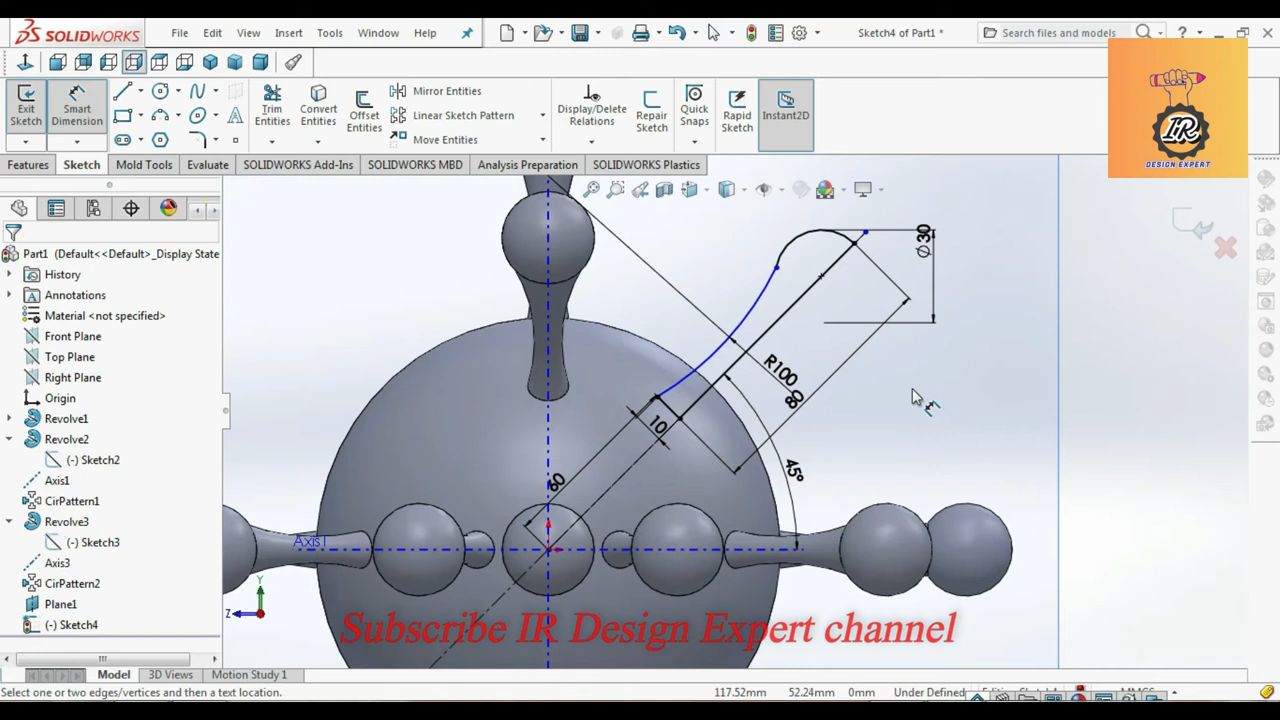 SOLIDWORKS
File Edit View Insert Tools Window Help
Sketch4 of Part1 *
Search files and models
Exit Sketch
Smart Dimension
Trim Entities
Convert Entities
Offset Entities
Mirror Entities
Linear Sketch Pattern
Move Entities
Display/Delete Relations
Repair Sketch
Quick Snaps
Rapid Sketch
Instant2D
IR
DESIGN EXPERT
Features Sketch Mold Tools Evaluate SOLIDWORKS Add-Ins SOLIDWORKS MBD Analysis Preparation SOLIDWORKS Plastics
Part1 (Default<<Default>_Display State
History
Annotations
Material <not specified>
Front Plane
Top Plane
Right Plane
Origin
Revolve1
Revolve2
(-) Sketch2
Axis1
CirPattern1
Revolve3
(-) Sketch3
Axis3
CirPattern2
Plane1
(-) Sketch4
Ø 30
R100
80
10
60
45°
Axis1
Y
Z
Subscribe IR Design Expert channel
Model 3D Views Motion Study 1
Select one or two edges/vertices and then a text location.
117.52mm 52.24mm 0mm Under Defined